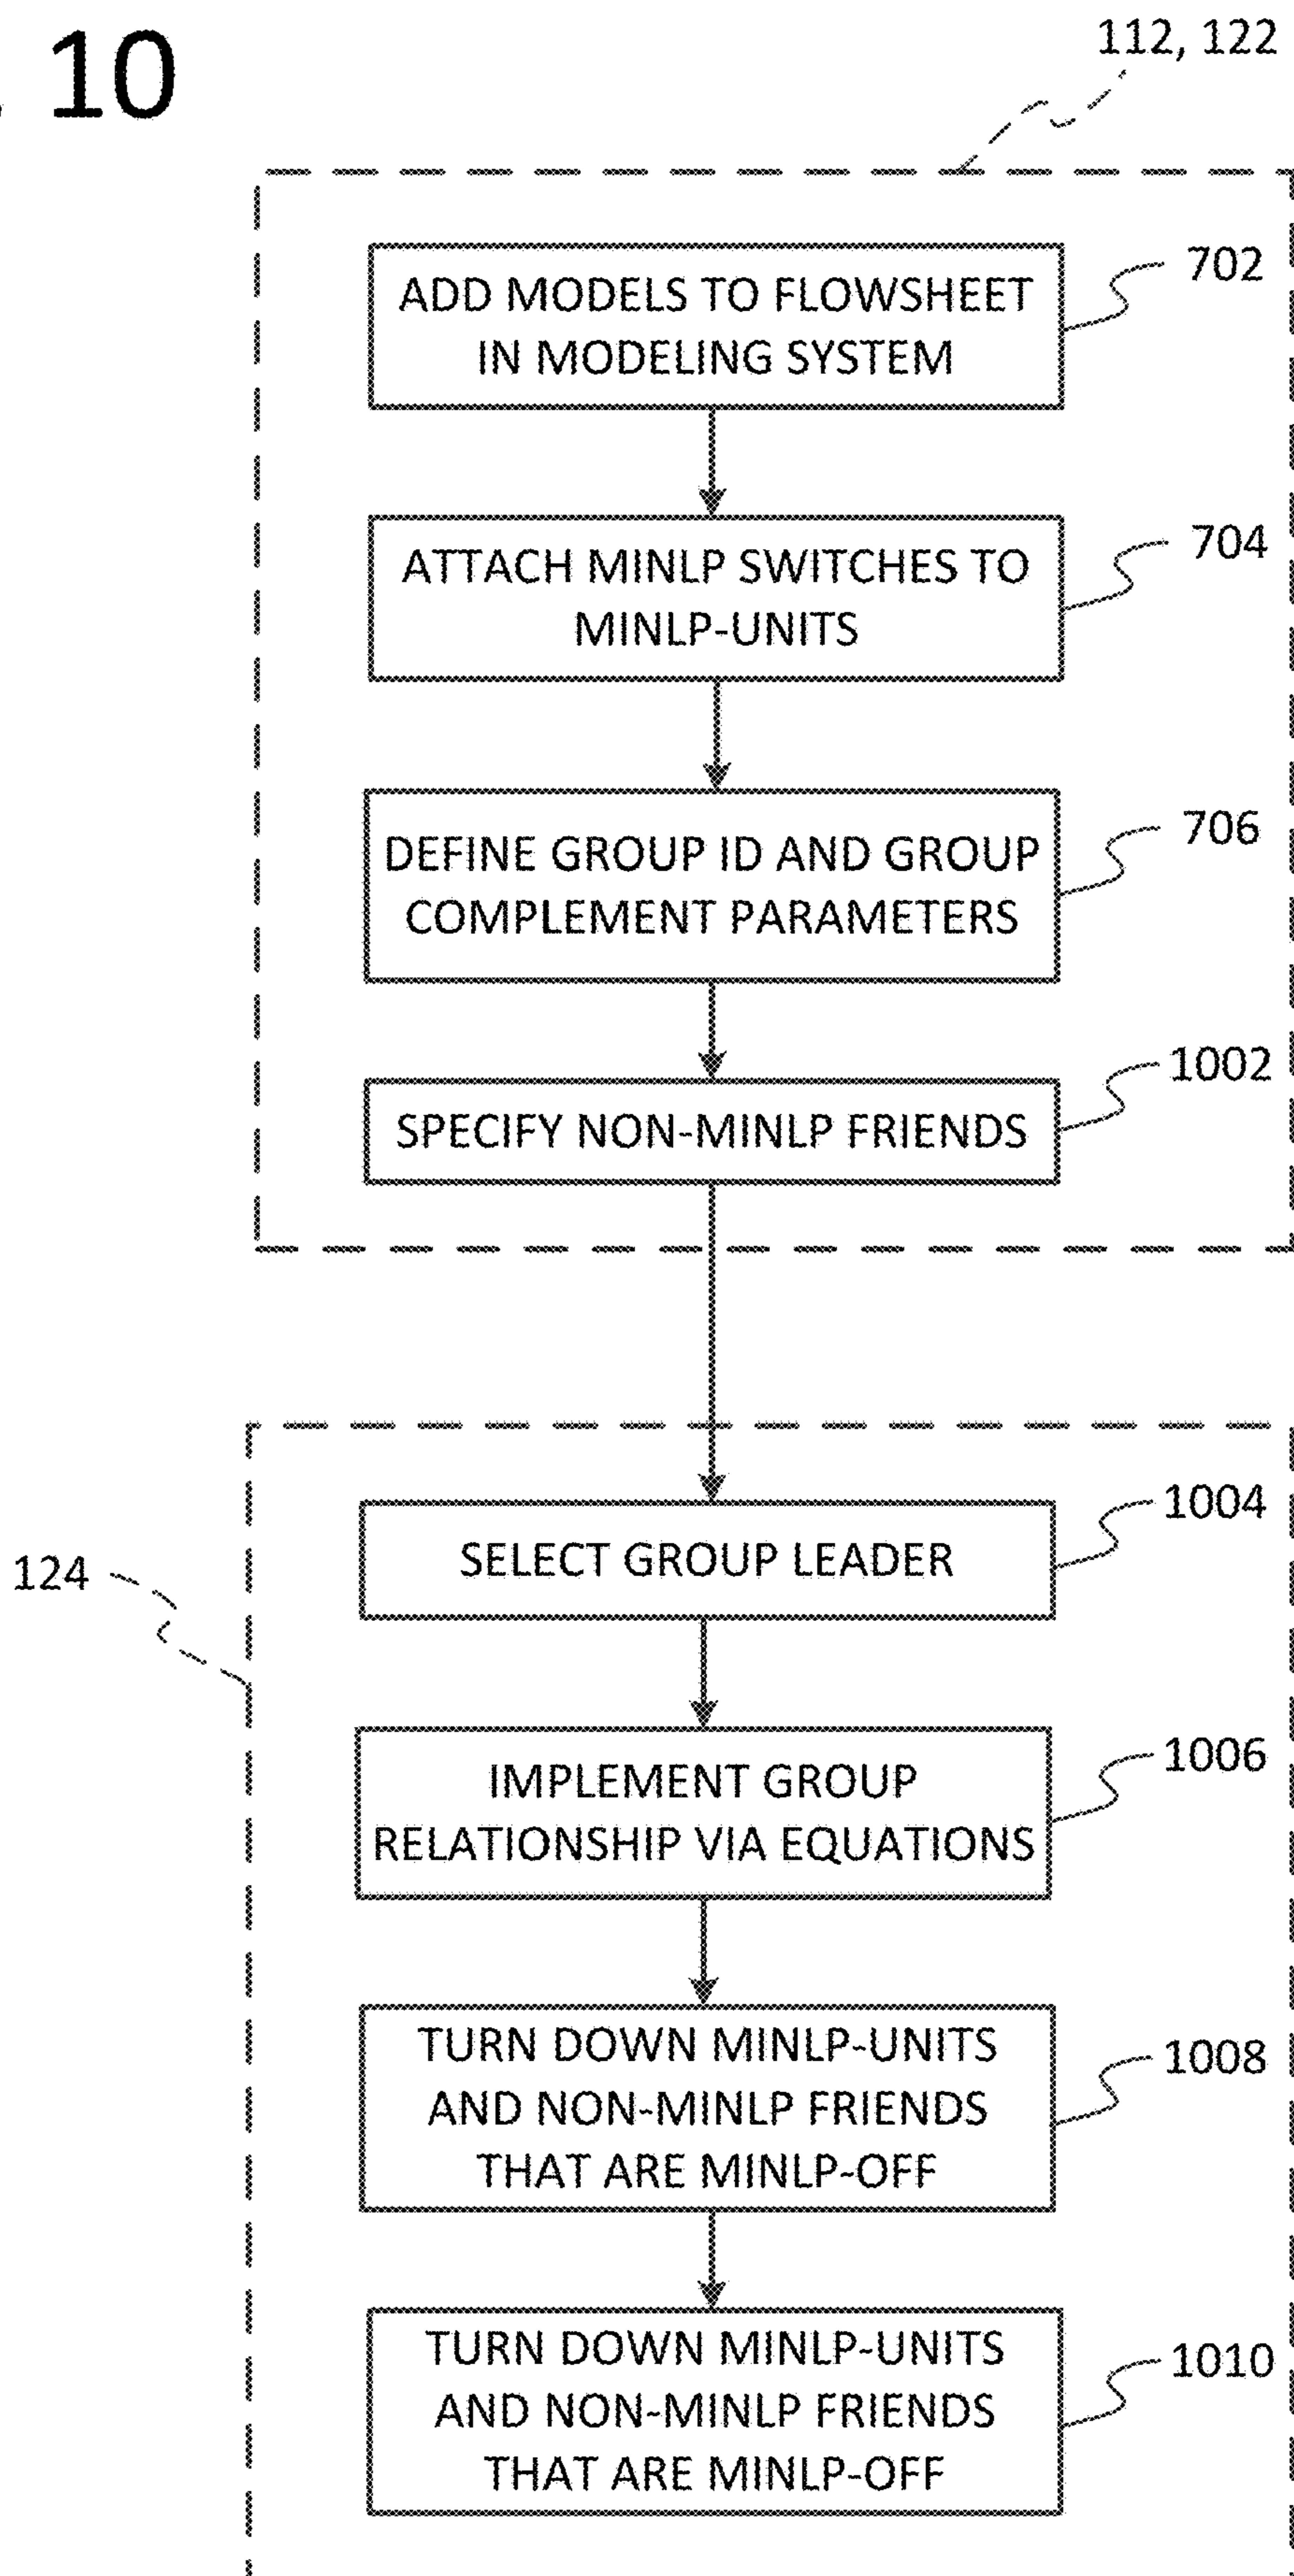 10
112, 122
ADD MODELS TO FLOWSHEET
IN MODELING SYSTEM
702
ATTACH MINLP SWITCHES TO
MINLP-UNITS
704
DEFINE GROUP ID AND GROUP
COMPLEMENT PARAMETERS
706
SPECIFY NON-MINLP FRIENDS
1002
124
SELECT GROUP LEADER
1004
IMPLEMENT GROUP
RELATIONSHIP VIA EQUATIONS
1006
TURN DOWN MINLP-UNITS
AND NON-MINLP FRIENDS
THAT ARE MINLP-OFF
1008
TURN DOWN MINLP-UNITS
AND NON-MINLP FRIENDS
THAT ARE MINLP-OFF
1010